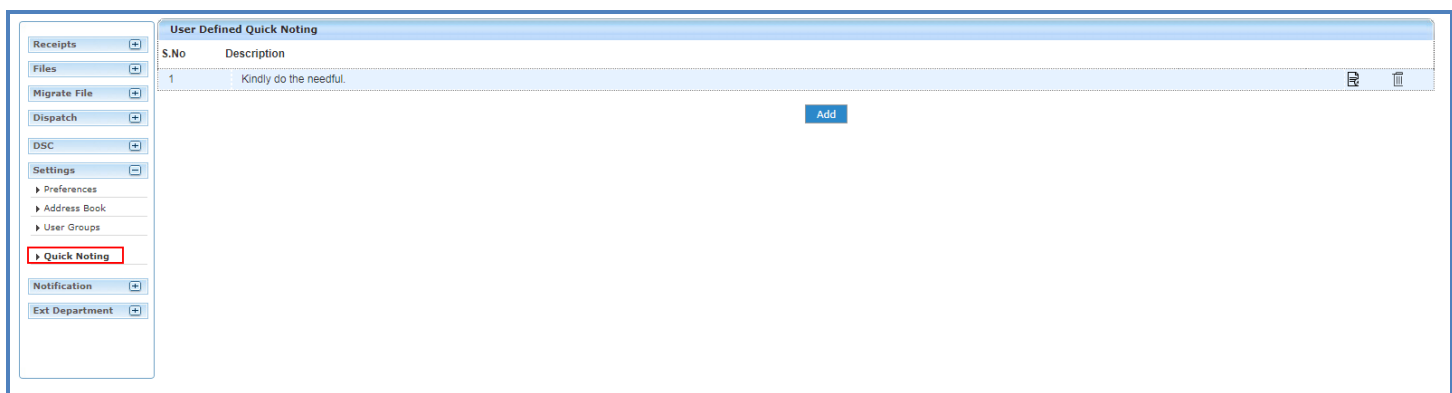 Receipts
Files
Migrate File
Dispatch
DSC
Settings
Preferences
Address Book
User Groups
Quick Noting
Notification
Ext Department
User Defined Quick Noting
S.No Description
1 Kindly do the needful.
Add